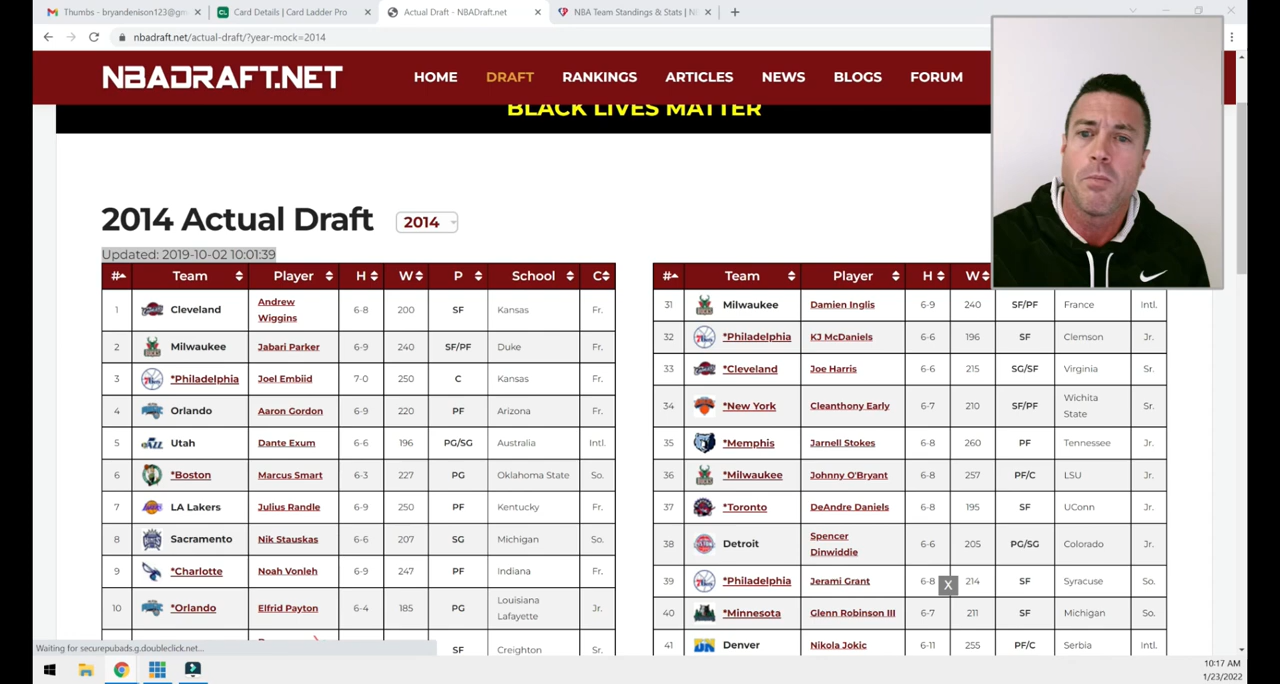 Thumbs - bryandenison123@gm
Card Details | Card Ladder Pro
Actual Draft - NBADraft.net
NBA Team Standings & Stats | N
nbadraft.net/actual-draft/?year-mock=2014
NBADRAFT.NET
HOME DRAFT RANKINGS ARTICLES NEWS BLOGS FORUM
BLACK LIVES MATTER
2014 Actual Draft 2014
Updated: 2019-10-02 10:01:39
# Team Player H W P School C
1 Cleveland Andrew Wiggins 6-8 200 SF Kansas Fr.
2 Milwaukee Jabari Parker 6-9 240 SF/PF Duke Fr.
3 *Philadelphia Joel Embiid 7-0 250 C Kansas Fr.
4 Orlando Aaron Gordon 6-9 220 PF Arizona Fr.
5 Utah Dante Exum 6-6 196 PG/SG Australia Intl.
6 *Boston Marcus Smart 6-3 227 PG Oklahoma State So.
7 LA Lakers Julius Randle 6-9 250 PF Kentucky Fr.
8 Sacramento Nik Stauskas 6-6 207 SG Michigan So.
9 *Charlotte Noah Vonleh 6-9 247 PF Indiana Fr.
10 *Orlando Elfrid Payton 6-4 185 PG Louisiana Lafayette Jr.
SF Creighton Sr.
# Team Player H W
31 Milwaukee Damien Inglis 6-9 240 SF/PF France Intl.
32 *Philadelphia KJ McDaniels 6-6 196 SF Clemson Jr.
33 *Cleveland Joe Harris 6-6 215 SG/SF Virginia Sr.
34 *New York Cleanthony Early 6-7 210 SF/PF Wichita State Sr.
35 *Memphis Jarnell Stokes 6-8 260 PF Tennessee Jr.
36 *Milwaukee Johnny O'Bryant 6-8 257 PF/C LSU Jr.
37 *Toronto DeAndre Daniels 6-8 195 SF UConn Jr.
38 Detroit Spencer Dinwiddie 6-6 205 PG/SG Colorado Jr.
39 *Philadelphia Jerami Grant 6-8 214 SF Syracuse So.
X
40 *Minnesota Glenn Robinson III 6-7 211 SF Michigan So.
41 Denver Nikola Jokic 6-11 255 PF/C Serbia Intl.
Waiting for securepubads.g.doubleclick.net...
10:17 AM
1/23/2022